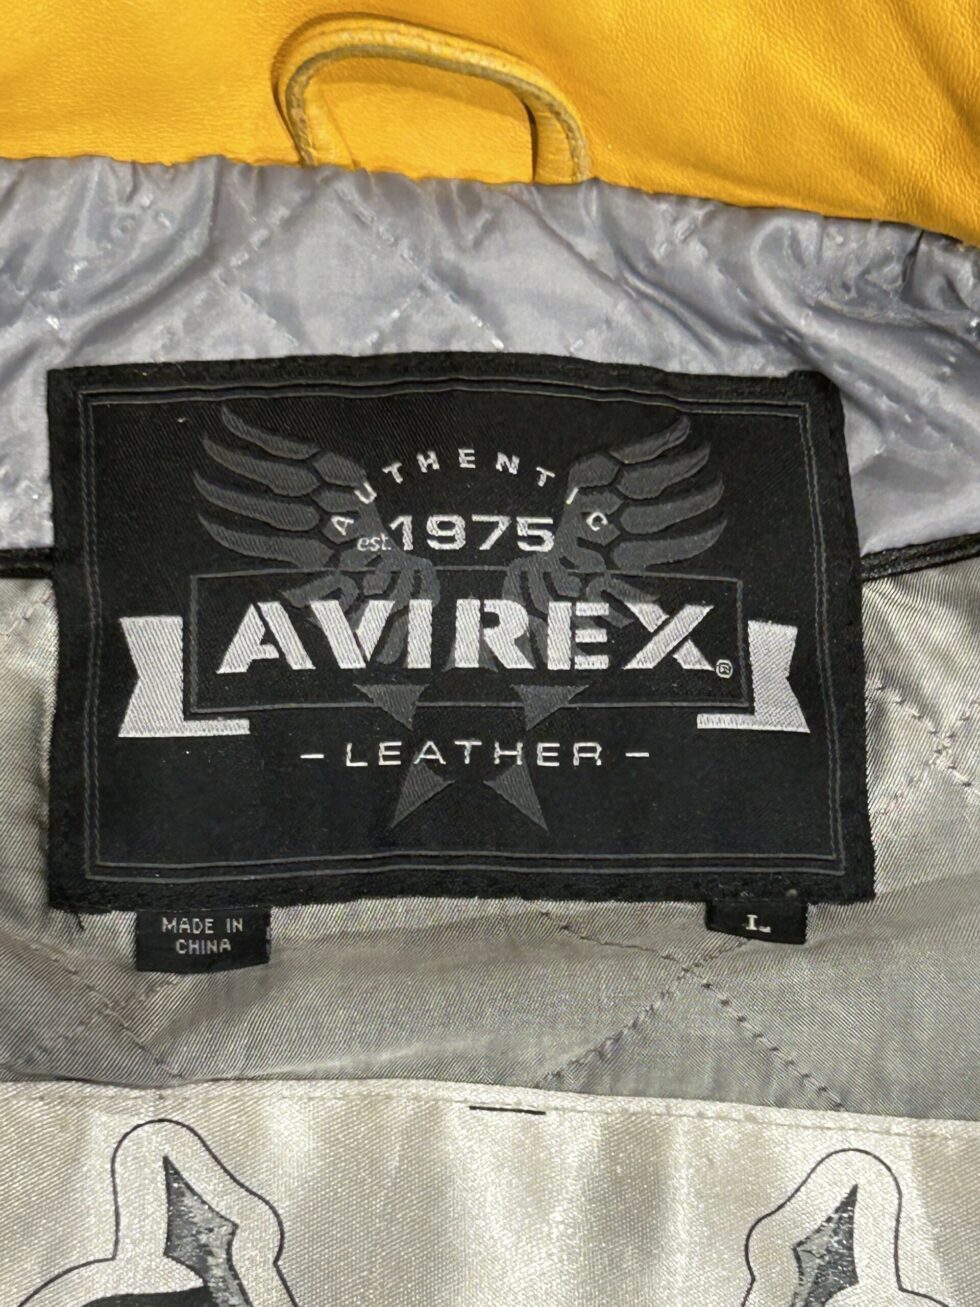 AUTHENTIC
est. 1975
AVIREX®
- LEATHER -
MADE IN
CHINA
L